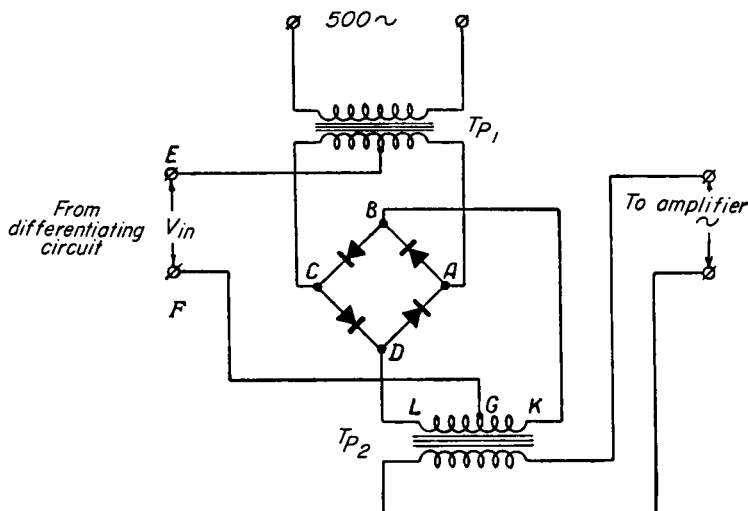 500~
Tp1
E
From
differentiating
circuit
Vin
F
B
C
A
D
To amplifier
~
L G K
Tp2